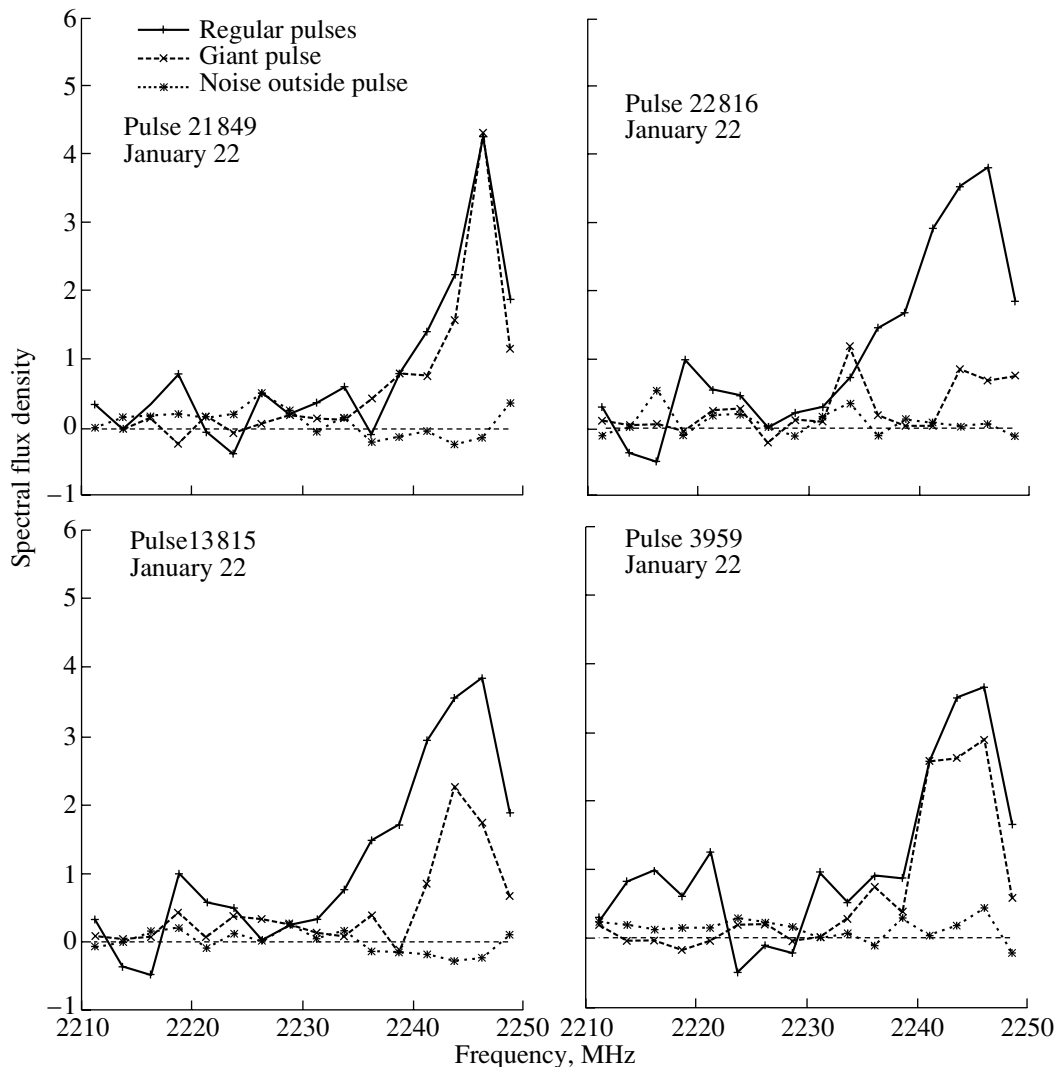 6
5
4
3
2
1
0
−1
Regular pulses
Giant pulse
Noise outside pulse
Pulse 21849
January 22
Pulse 22816
January 22
Spectral flux density
6
5
4
3
2
1
0
−1
Pulse13815
January 22
Pulse 3959
January 22
2210 2220 2230 2240 2250 2210 2220 2230 2240 2250
Frequency, MHz